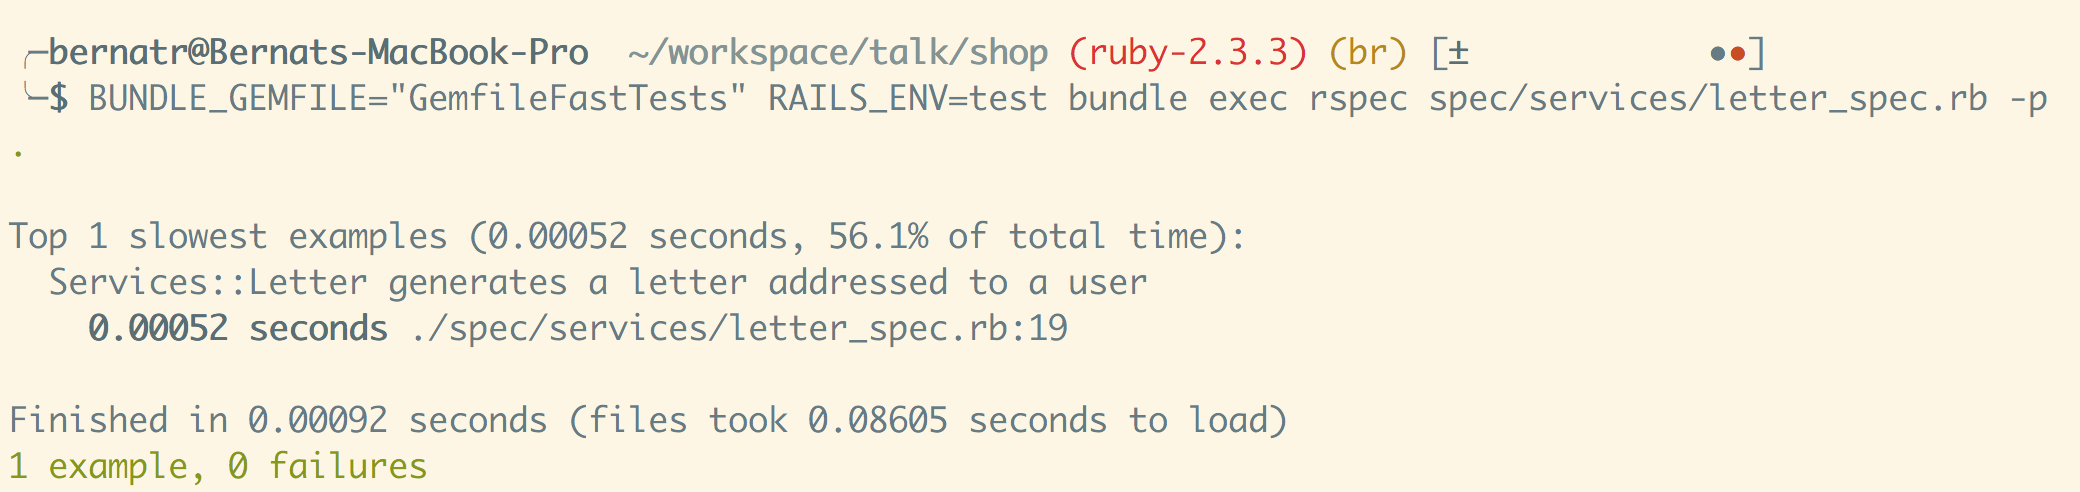 ╭─bernatr@Bernats-MacBook-Pro ~/workspace/talk/shop (ruby-2.3.3) (br) [± ●●]
╰─$ BUNDLE_GEMFILE="GemfileFastTests" RAILS_ENV=test bundle exec rspec spec/services/letter_spec.rb -p
.
Top 1 slowest examples (0.00052 seconds, 56.1% of total time):
Services::Letter generates a letter addressed to a user
0.00052 seconds ./spec/services/letter_spec.rb:19
Finished in 0.00092 seconds (files took 0.08605 seconds to load)
1 example, 0 failures